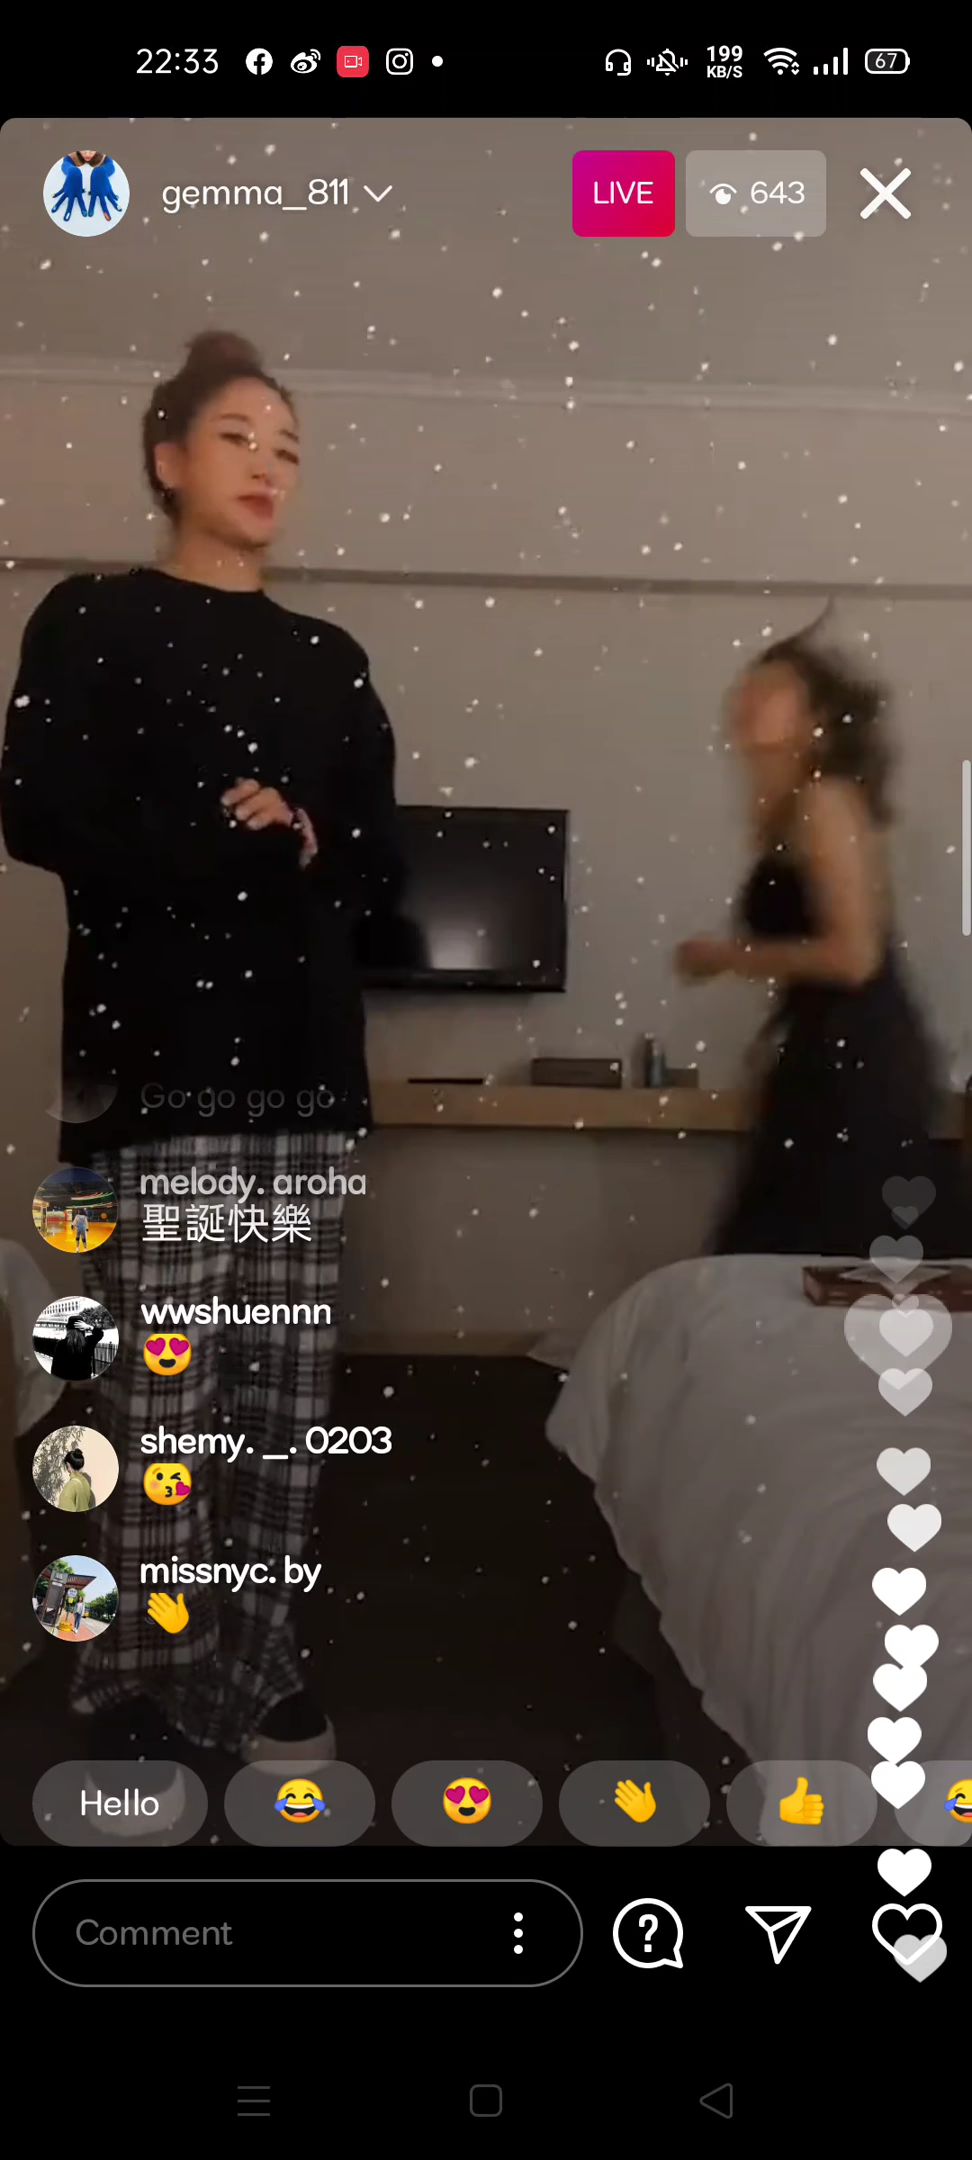 22:33
199
KB/S
67
gemma_811
LIVE
643
Go go go go
melody. aroha
聖誕快樂
wwshuennn
😍
shemy. _. 0203
😘
missnyc. by
👋
Hello 😂 😍 👋 👍 😂
Comment